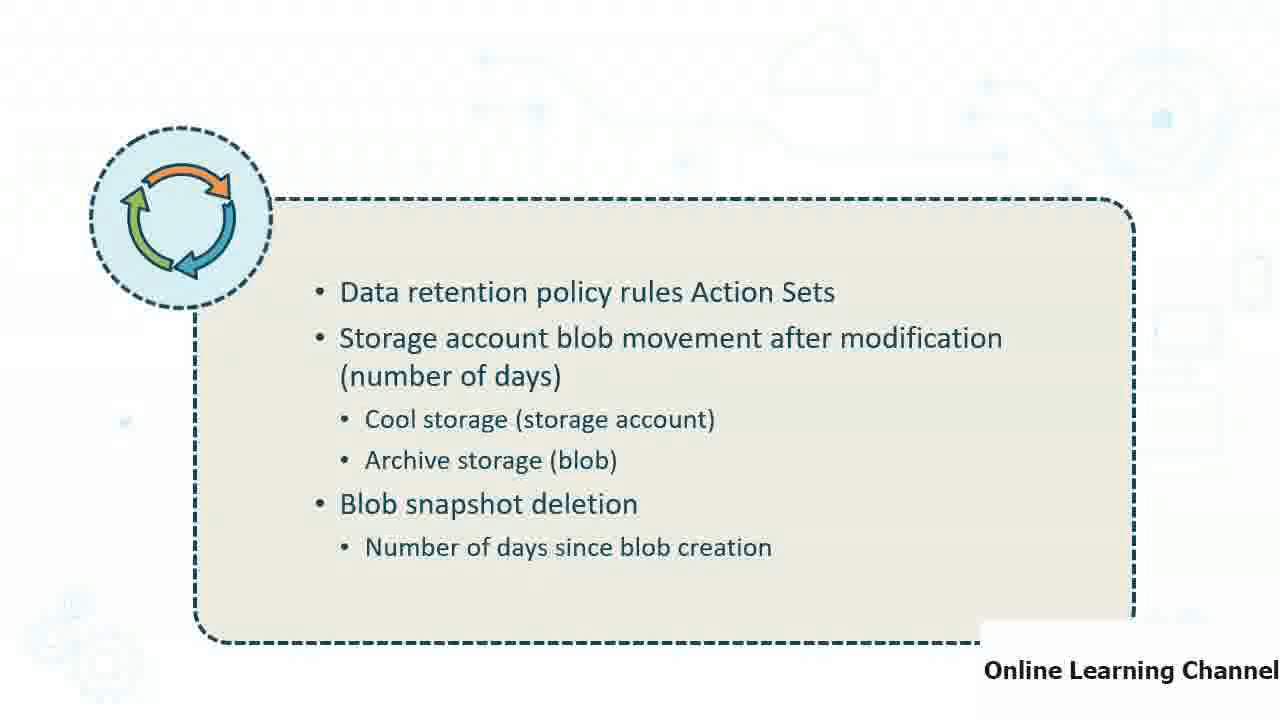 • Data retention policy rules Action Sets
• Storage account blob movement after modification
(number of days)
• Cool storage (storage account)
• Archive storage (blob)
• Blob snapshot deletion
• Number of days since blob creation
Online Learning Channel